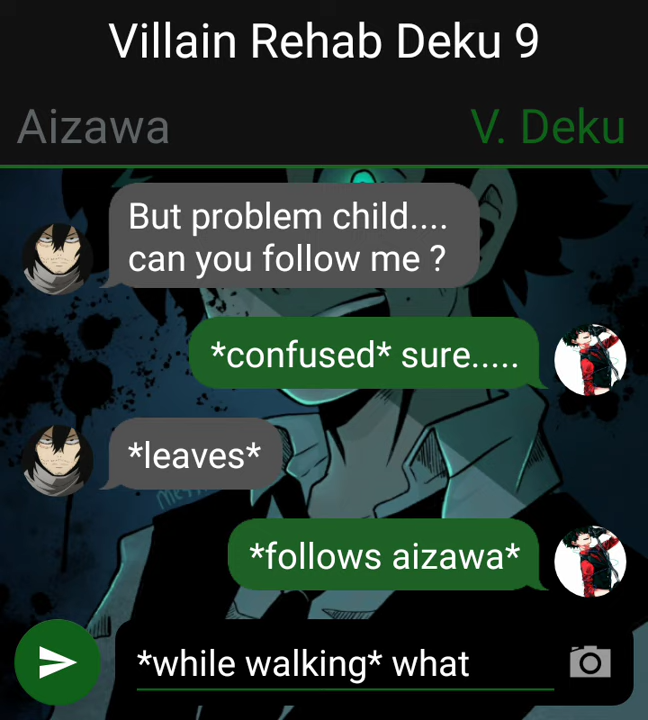 Villain Rehab Deku 9
Aizawa
V. Deku
But problem child....
can you follow me ?
*confused* sure.....
*leaves*
*follows aizawa*
*while walking* what